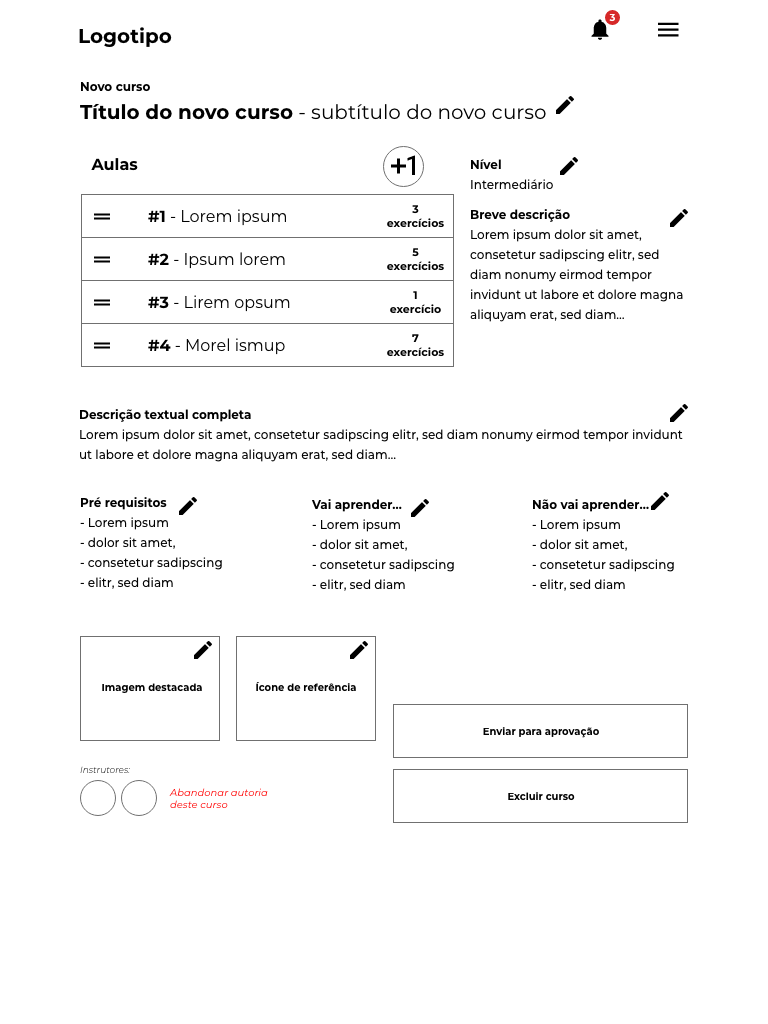 Logotipo
3
Novo curso
Título do novo curso - subtítulo do novo curso
Aulas
+1
#1 - Lorem ipsum
3
exercícios
#2 - Ipsum lorem
5
exercícios
#3 - Lirem opsum
1
exercício
#4 - Morel ismup
7
exercícios
Nível
Intermediário
Breve descrição
Lorem ipsum dolor sit amet,
consetetur sadipscing elitr, sed
diam nonumy eirmod tempor
invidunt ut labore et dolore magna
aliquyam erat, sed diam...
Descrição textual completa
Lorem ipsum dolor sit amet, consetetur sadipscing elitr, sed diam nonumy eirmod tempor invidunt
ut labore et dolore magna aliquyam erat, sed diam...
Pré requisitos
- Lorem ipsum
- dolor sit amet,
- consetetur sadipscing
- elitr, sed diam
Vai aprender...
- Lorem ipsum
- dolor sit amet,
- consetetur sadipscing
- elitr, sed diam
Não vai aprender...
- Lorem ipsum
- dolor sit amet,
- consetetur sadipscing
- elitr, sed diam
Imagem destacada
Ícone de referência
Enviar para aprovação
Excluir curso
Instrutores:
Abandonar autoria
deste curso